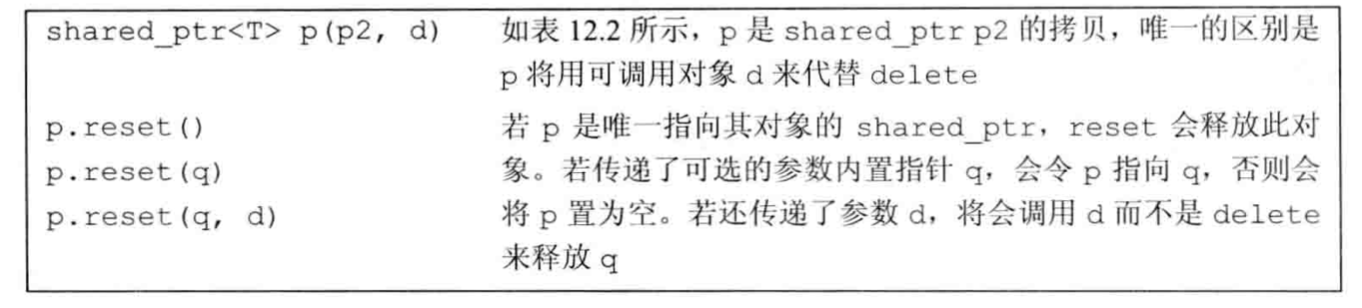 shared_ptr<T> p(p2, d) 如表 12.2 所示，p 是 shared_ptr p2 的拷贝，唯一的区别是
p 将用可调用对象 d 来代替 delete
p.reset() 若 p 是唯一指向其对象的 shared_ptr，reset 会释放此对
p.reset(q) 象。若传递了可选的参数内置指针 q，会令 p 指向 q，否则会
p.reset(q, d) 将 p 置为空。若还传递了参数 d，将会调用 d 而不是 delete
来释放 q